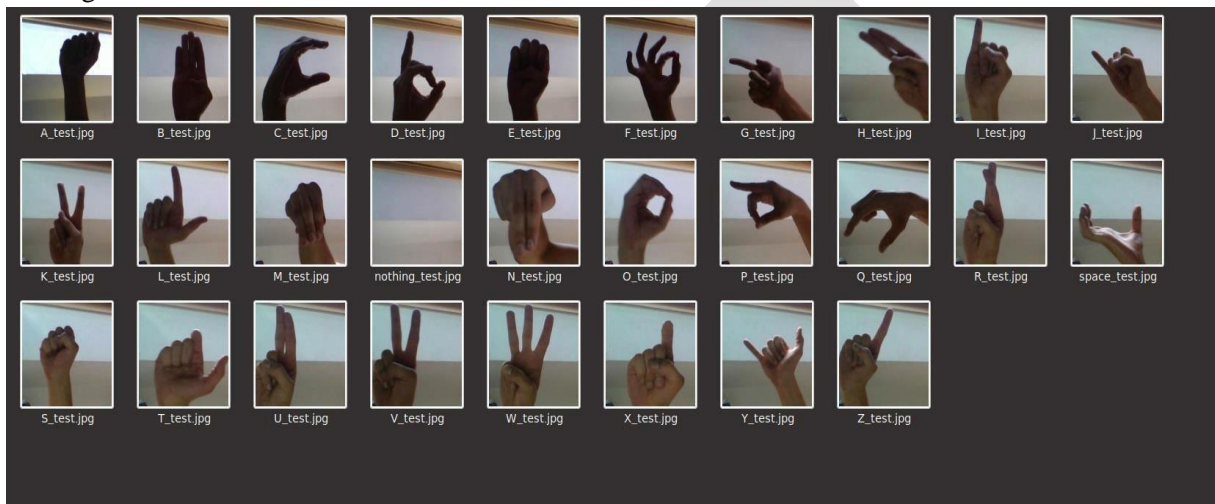 A_test.jpg B_test.jpg C_test.jpg D_test.jpg E_test.jpg F_test.jpg G_test.jpg H_test.jpg I_test.jpg J_test.jpg
K_test.jpg L_test.jpg M_test.jpg nothing_test.jpg N_test.jpg O_test.jpg P_test.jpg Q_test.jpg R_test.jpg space_test.jpg
S_test.jpg T_test.jpg U_test.jpg V_test.jpg W_test.jpg X_test.jpg Y_test.jpg Z_test.jpg